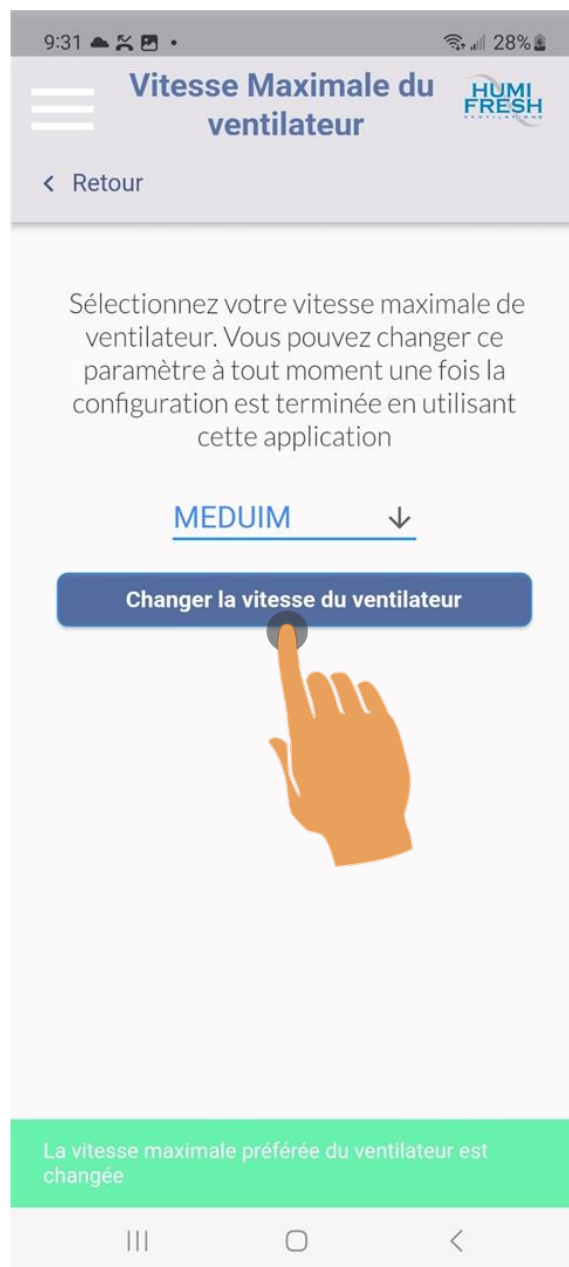 9:31
28%
Vitesse Maximale du
ventilateur
HUMI
FRESH
< Retour
Sélectionnez votre vitesse maximale de
ventilateur. Vous pouvez changer ce
paramètre à tout moment une fois la
configuration est terminée en utilisant
cette application
MEDUIM
Changer la vitesse du ventilateur
La vitesse maximale préférée du ventilateur est
changée